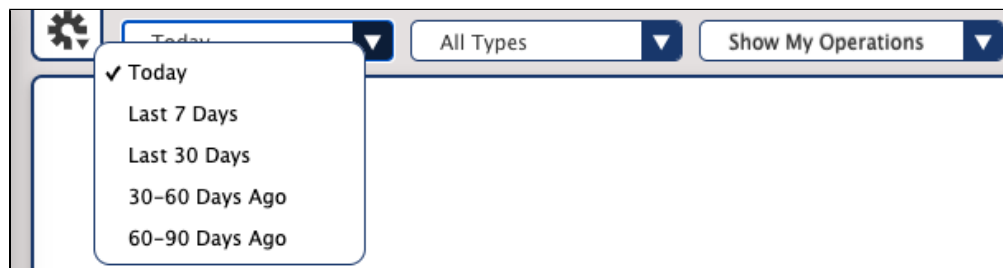 Today
All Types
Show My Operations
✓ Today
Last 7 Days
Last 30 Days
30–60 Days Ago
60–90 Days Ago